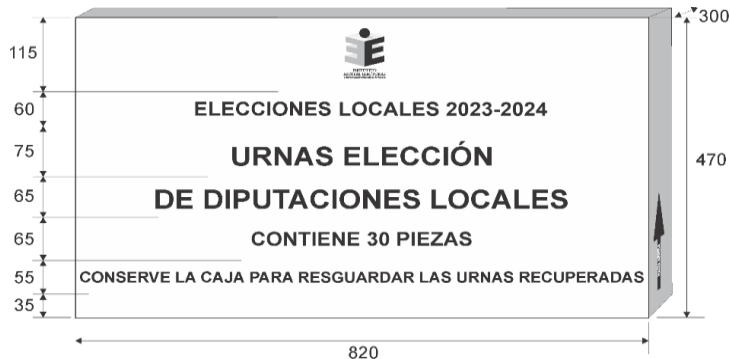 300
115
60
75
65
65
55
35
ELECCIONES LOCALES 2023-2024
URNAS ELECCIÓN
DE DIPUTACIONES LOCALES
CONTIENE 30 PIEZAS
CONSERVE LA CAJA PARA RESGUARDAR LAS URNAS RECUPERADAS
470
820